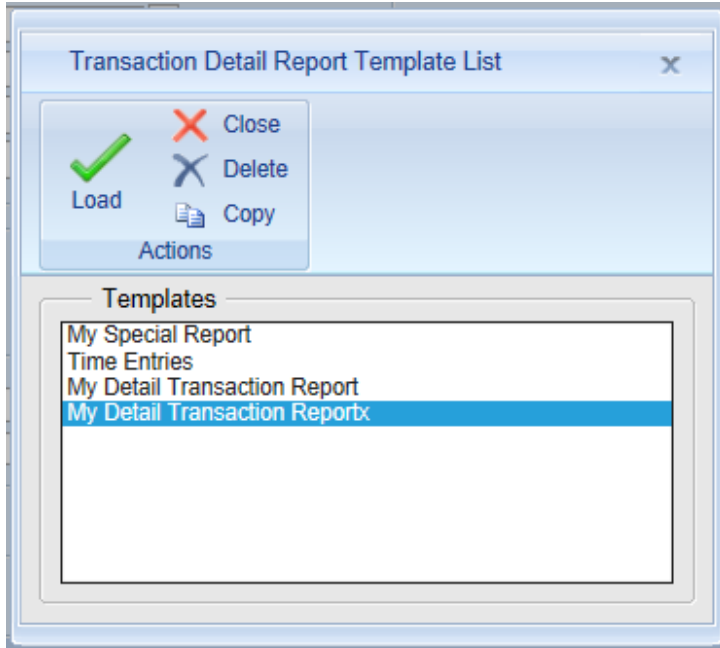 Transaction Detail Report Template List
x
Close
Delete
Load
Copy
Actions
Templates
My Special Report
Time Entries
My Detail Transaction Report
My Detail Transaction Reportx